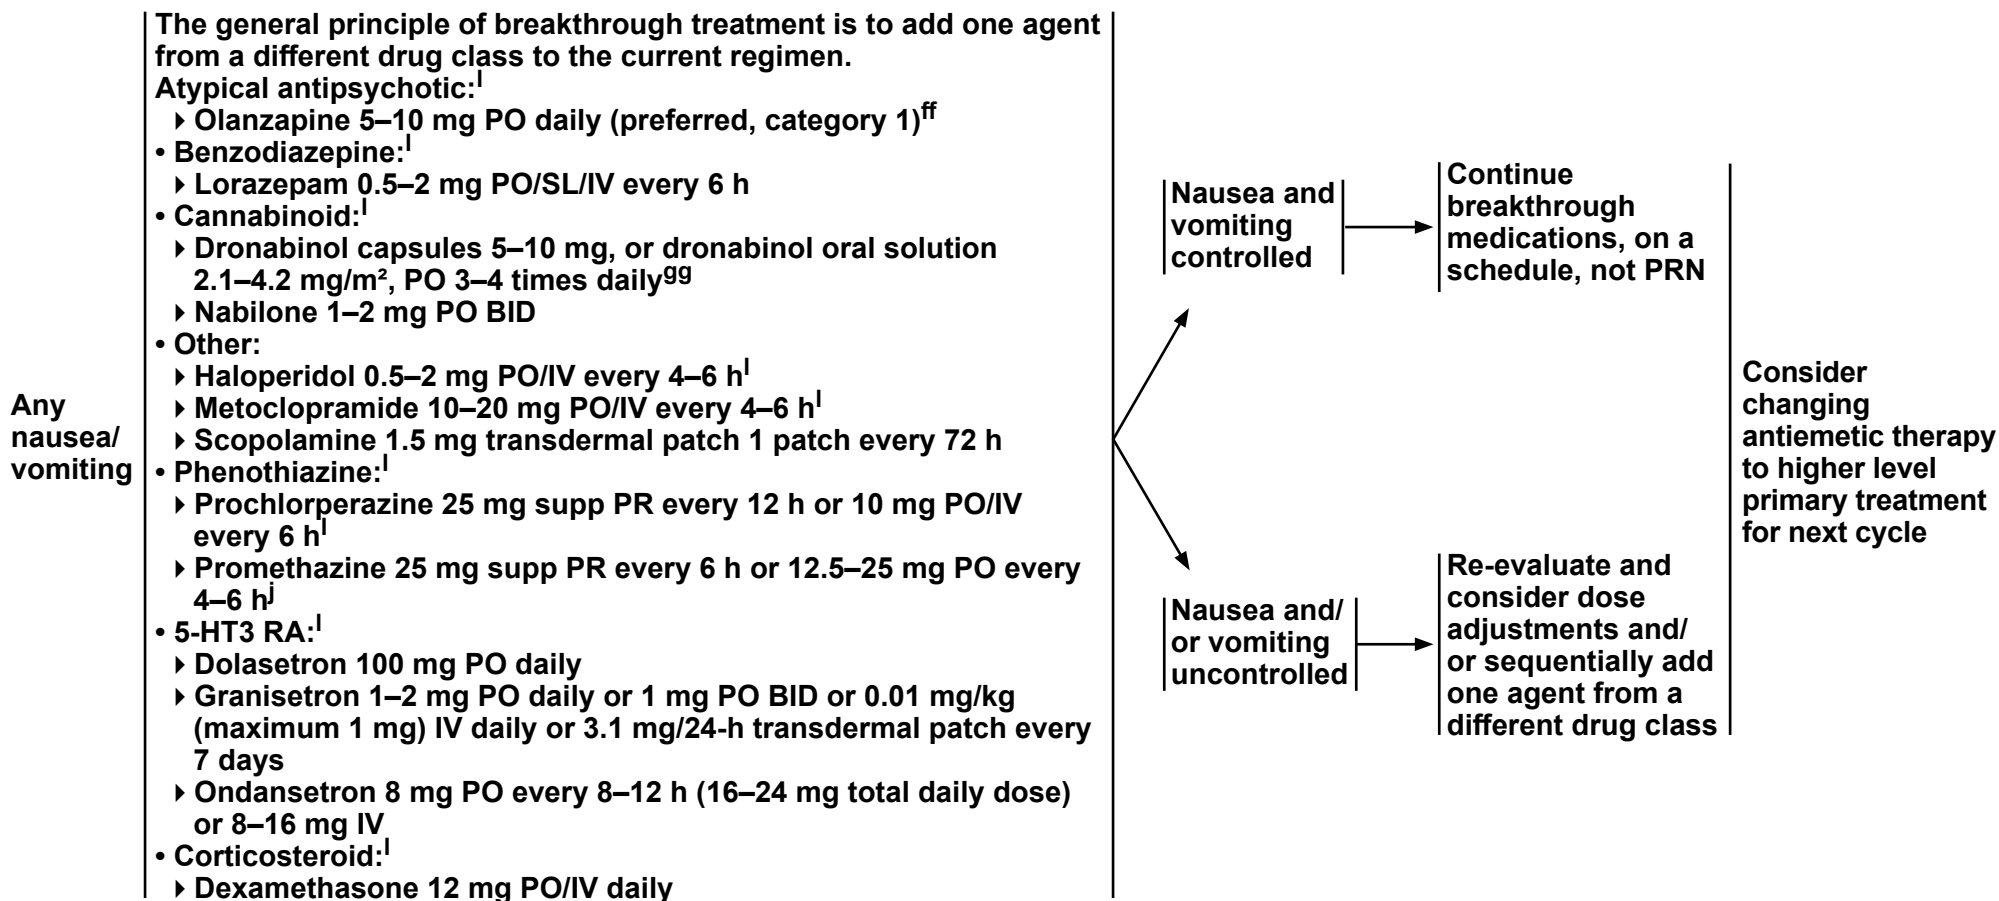 Any
nausea/
vomiting
The general principle of breakthrough treatment is to add one agent
from a different drug class to the current regimen.
Atypical antipsychotic:l
‣ Olanzapine 5–10 mg PO daily (preferred, category 1)ff
• Benzodiazepine:l
‣ Lorazepam 0.5–2 mg PO/SL/IV every 6 h
• Cannabinoid:l
‣ Dronabinol capsules 5–10 mg, or dronabinol oral solution
2.1–4.2 mg/m², PO 3–4 times dailygg
‣ Nabilone 1–2 mg PO BID
• Other:
‣ Haloperidol 0.5–2 mg PO/IV every 4–6 hl
‣ Metoclopramide 10–20 mg PO/IV every 4–6 hl
‣ Scopolamine 1.5 mg transdermal patch 1 patch every 72 h
• Phenothiazine:l
‣ Prochlorperazine 25 mg supp PR every 12 h or 10 mg PO/IV
every 6 hl
‣ Promethazine 25 mg supp PR every 6 h or 12.5–25 mg PO every
4–6 hj
• 5-HT3 RA:l
‣ Dolasetron 100 mg PO daily
‣ Granisetron 1–2 mg PO daily or 1 mg PO BID or 0.01 mg/kg
(maximum 1 mg) IV daily or 3.1 mg/24-h transdermal patch every
7 days
‣ Ondansetron 8 mg PO every 8–12 h (16–24 mg total daily dose)
or 8–16 mg IV
• Corticosteroid:l
‣ Dexamethasone 12 mg PO/IV daily
Nausea and
vomiting
controlled
Continue
breakthrough
medications, on a
schedule, not PRN
Nausea and/
or vomiting
uncontrolled
Re-evaluate and
consider dose
adjustments and/
or sequentially add
one agent from a
different drug class
Consider
changing
antiemetic therapy
to higher level
primary treatment
for next cycle